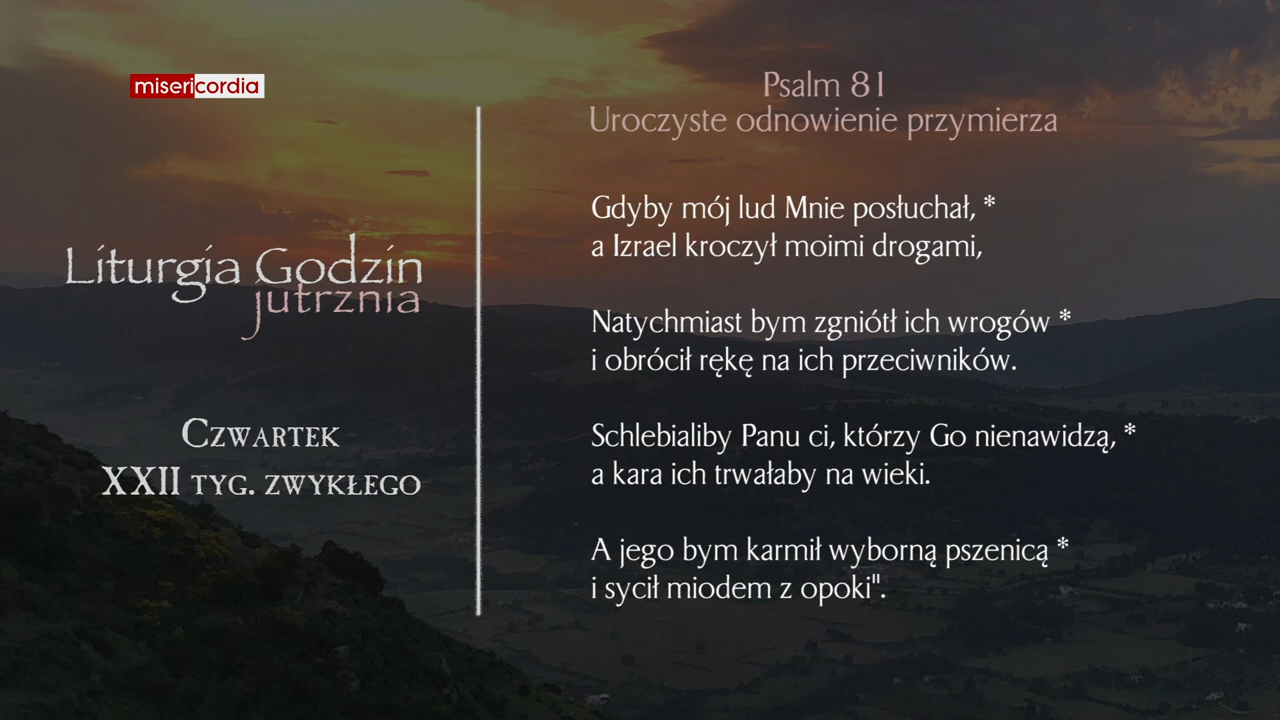 misericordia
Liturgia Godzin
jutrznia
Czwartek
XXII tyg. zwykłego
Psalm 81
Uroczyste odnowienie przymierza
Gdyby mój lud Mnie posłuchał, *
a Izrael kroczył moimi drogami,
Natychmiast bym zgniótł ich wrogów *
i obrócił rękę na ich przeciwników.
Schlebialiby Panu ci, którzy Go nienawidzą, *
a kara ich trwałaby na wieki.
A jego bym karmił wyborną pszenicą *
i sycił miodem z opoki".